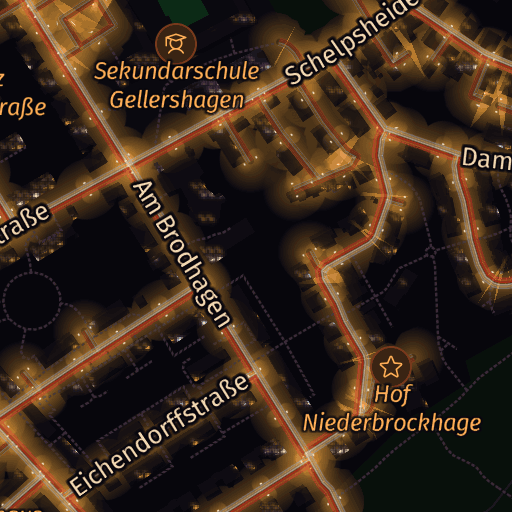 Schelpsheide
Sekundarschule
Gellershagen
raße
Dam
traße
Am Brodhagen
Hof
Niederbrockhage
Eichendorffstraße